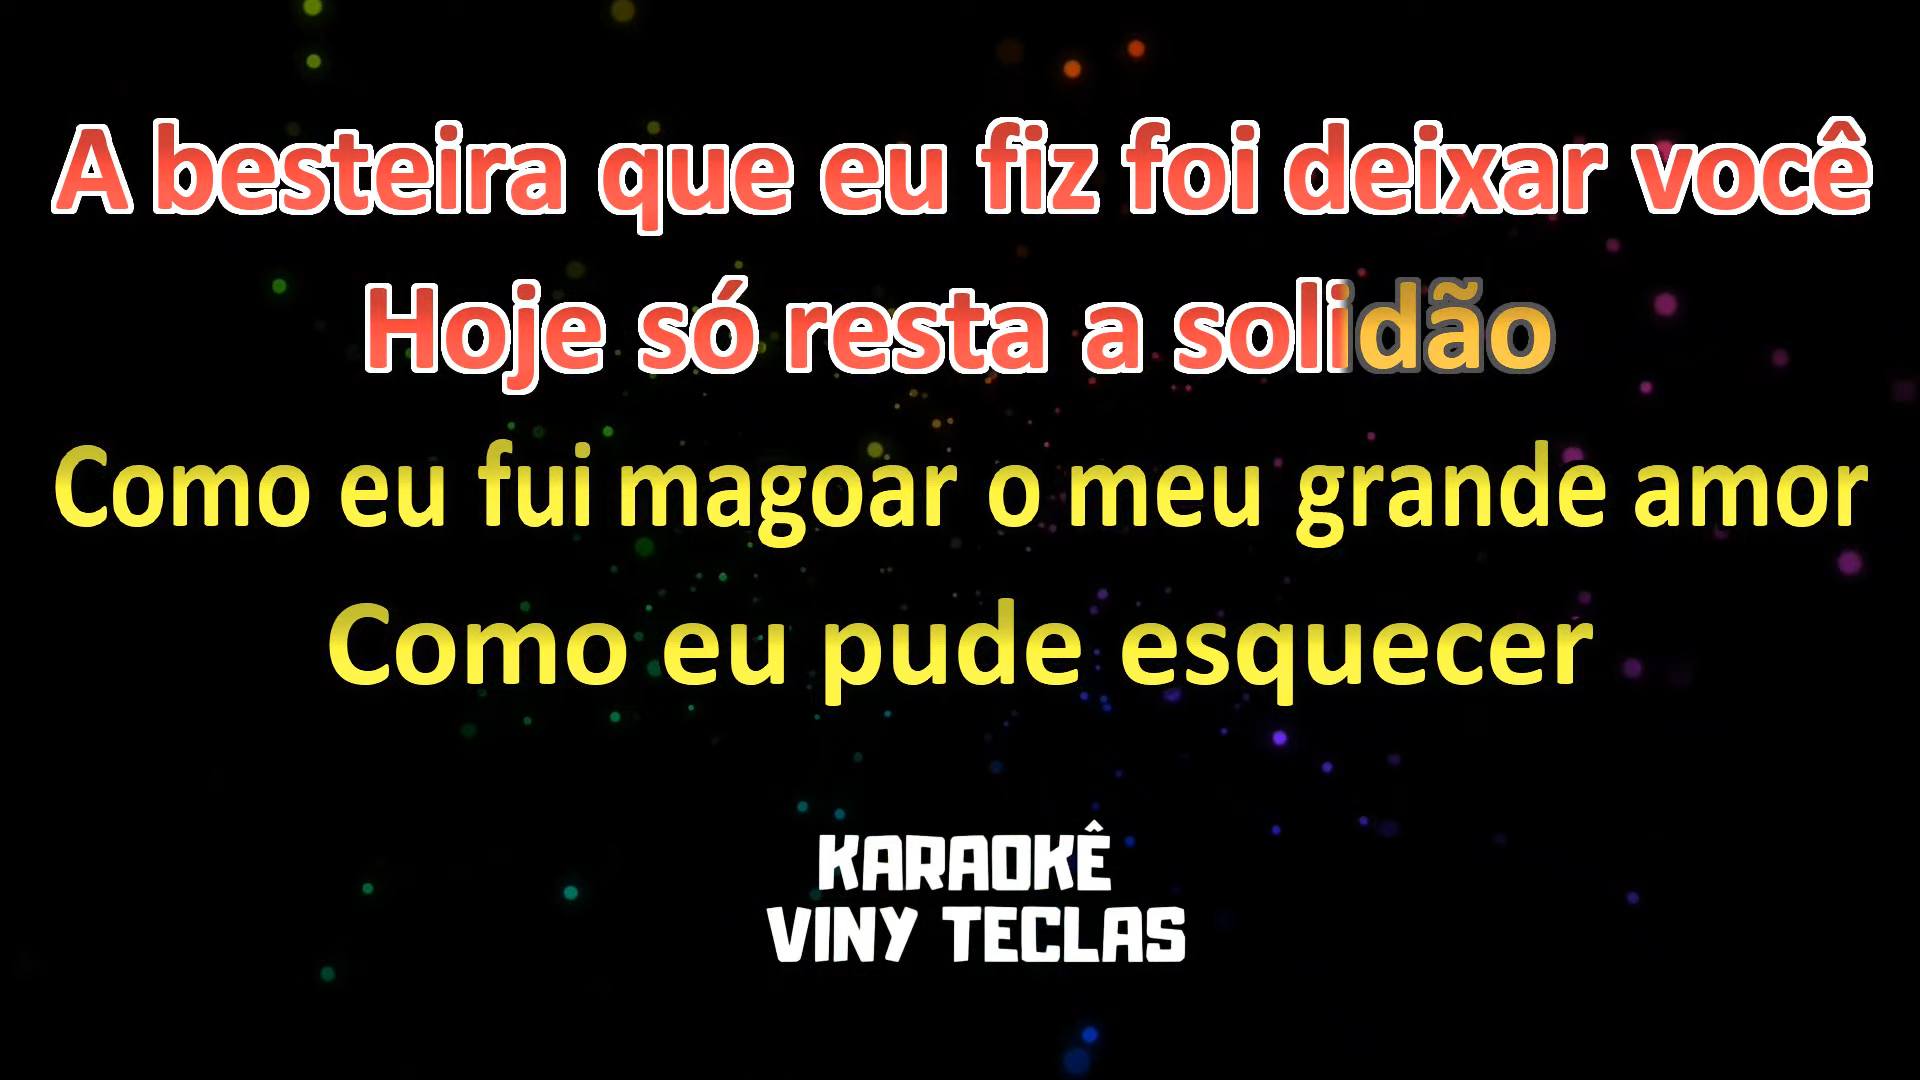 A besteira que eu fiz foi deixar você
Hoje só resta a solidão
Como eu fui magoar o meu grande amor
Como eu pude esquecer
KARAOKÊ
VINY TECLAS